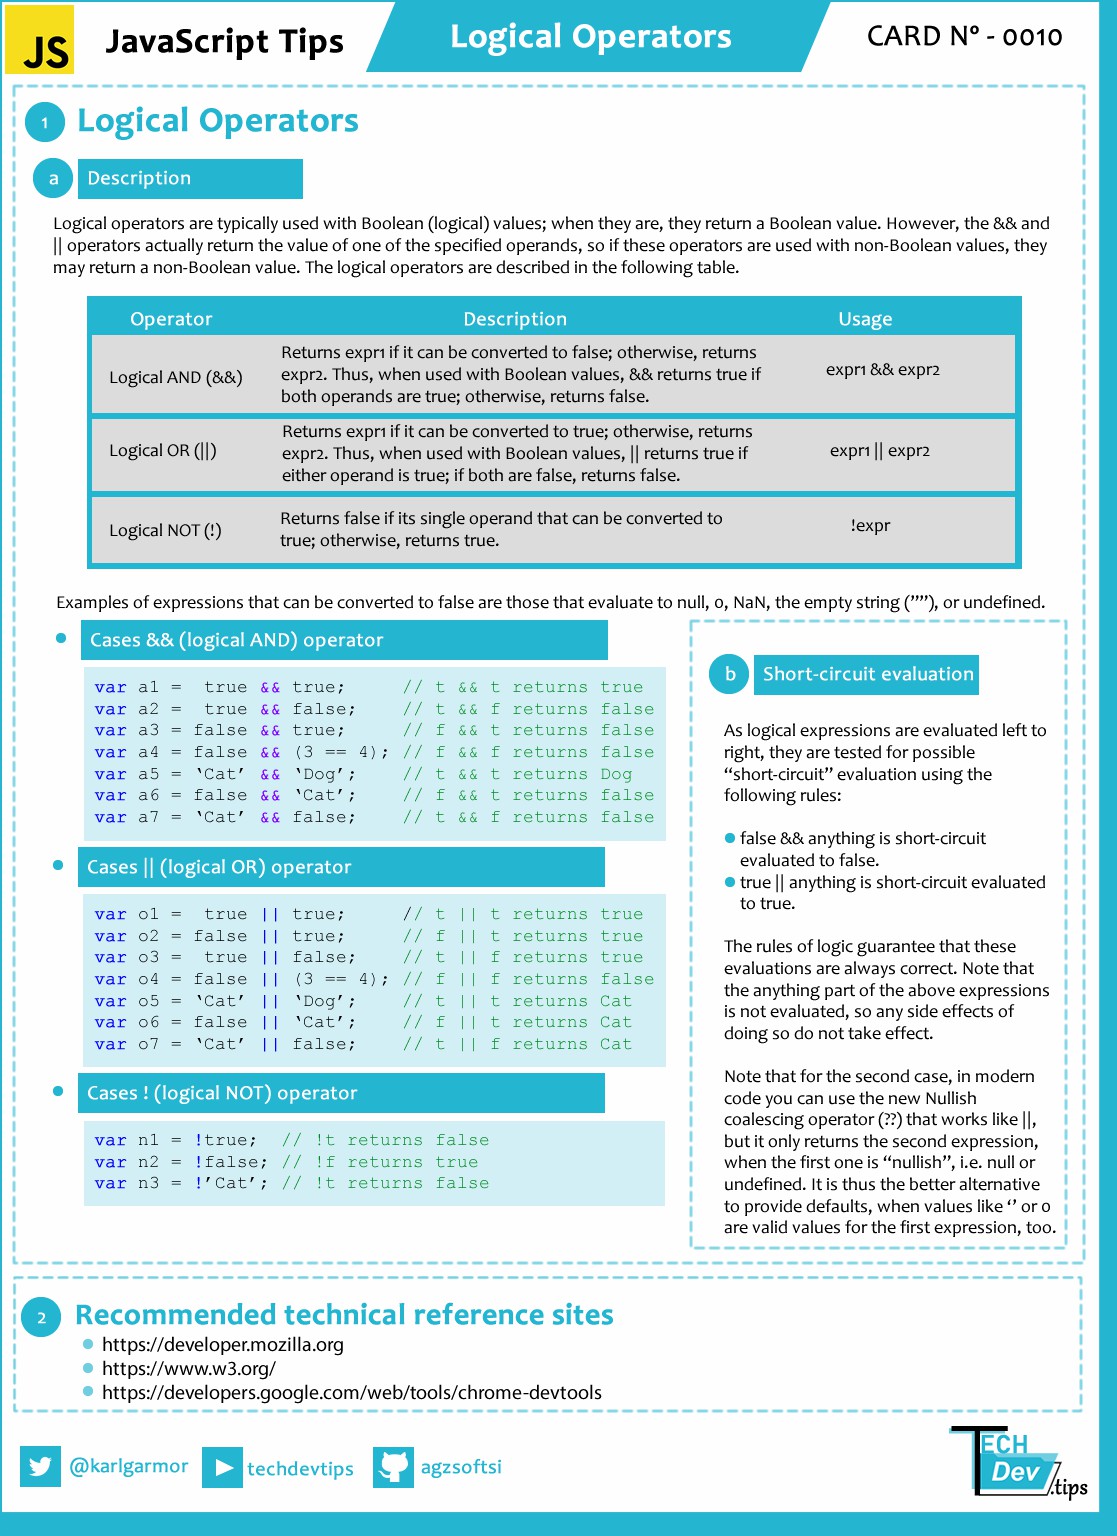 JS
JavaScript Tips
Logical Operators
CARD Nº - 0010
1
Logical Operators
a
Description
Logical operators are typically used with Boolean (logical) values; when they are, they return a Boolean value. However, the && and
|| operators actually return the value of one of the specified operands, so if these operators are used with non-Boolean values, they
may return a non-Boolean value. The logical operators are described in the following table.
Operator Description Usage
Logical AND (&&)
Returns expr1 if it can be converted to false; otherwise, returns
expr2. Thus, when used with Boolean values, && returns true if
both operands are true; otherwise, returns false.
expr1 && expr2
Logical OR (||)
Returns expr1 if it can be converted to true; otherwise, returns
expr2. Thus, when used with Boolean values, || returns true if
either operand is true; if both are false, returns false.
expr1 || expr2
Logical NOT (!)
Returns false if its single operand that can be converted to
true; otherwise, returns true.
!expr
Examples of expressions that can be converted to false are those that evaluate to null, 0, NaN, the empty string (””), or undefined.
Cases && (logical AND) operator
var a1 =  true && true;     // t && t returns true
var a2 =  true && false;    // t && f returns false
var a3 = false && true;     // f && t returns false
var a4 = false && (3 == 4); // f && f returns false
var a5 = ‘Cat’ && ‘Dog’;    // t && t returns Dog
var a6 = false && ‘Cat’;    // f && t returns false
var a7 = ‘Cat’ && false;    // t && f returns false
Cases || (logical OR) operator
var o1 =  true || true;     // t || t returns true
var o2 = false || true;     // f || t returns true
var o3 =  true || false;    // t || f returns true
var o4 = false || (3 == 4); // f || f returns false
var o5 = ‘Cat’ || ‘Dog’;    // t || t returns Cat
var o6 = false || ‘Cat’;    // f || t returns Cat
var o7 = ‘Cat’ || false;    // t || f returns Cat
Cases ! (logical NOT) operator
var n1 = !true;  // !t returns false
var n2 = !false; // !f returns true
var n3 = !’Cat’; // !t returns false
b
Short-circuit evaluation
As logical expressions are evaluated left to
right, they are tested for possible
“short-circuit” evaluation using the
following rules:
false && anything is short-circuit
evaluated to false.
true || anything is short-circuit evaluated
to true.
The rules of logic guarantee that these
evaluations are always correct. Note that
the anything part of the above expressions
is not evaluated, so any side effects of
doing so do not take effect.
Note that for the second case, in modern
code you can use the new Nullish
coalescing operator (??) that works like ||,
but it only returns the second expression,
when the first one is “nullish”, i.e. null or
undefined. It is thus the better alternative
to provide defaults, when values like ‘’ or 0
are valid values for the first expression, too.
2
Recommended technical reference sites
https://developer.mozilla.org
https://www.w3.org/
https://developers.google.com/web/tools/chrome-devtools
@karlgarmor
techdevtips
agzsoftsi
TECH
Dev
.tips